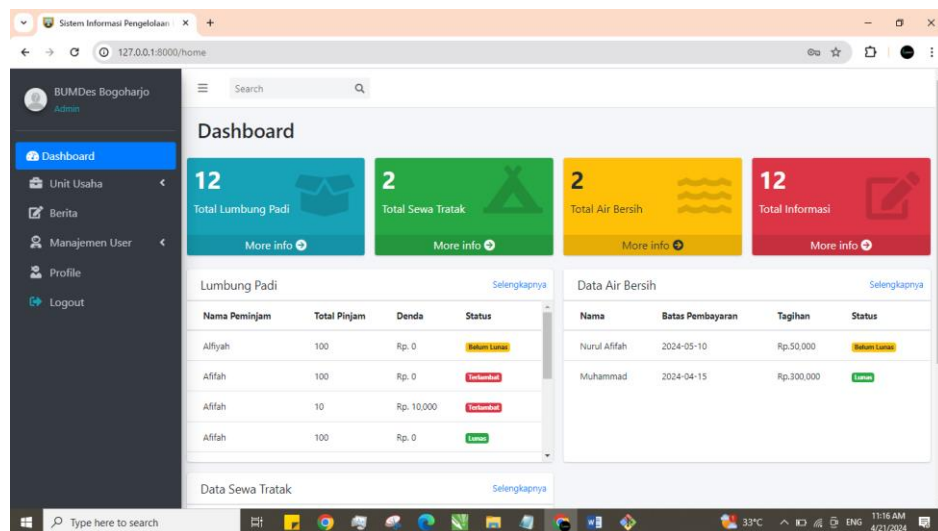 Sistem Informasi Pengelolaan
127.0.0.1:8000/home
BUMDes Bogoharjo
Admin
Search
Dashboard
Dashboard
Unit Usaha
Berita
Manajemen User
Profile
Logout
12
Total Lumbung Padi
More info
2
Total Sewa Tratak
More info
2
Total Air Bersih
More info
12
Total Informasi
More info
Lumbung Padi Selengkapnya
Nama Peminjam Total Pinjam Denda Status
Alfiyah 100 Rp. 0 Belum Lunas
Afifah 100 Rp. 0 Terlambat
Afifah 10 Rp. 10,000 Terlambat
Afifah 100 Rp. 0 Lunas
Data Air Bersih Selengkapnya
Nama Batas Pembayaran Tagihan Status
Nurul Afifah 2024-05-10 Rp.50,000 Belum Lunas
Muhammad 2024-04-15 Rp.300,000 Lunas
Data Sewa Tratak Selengkapnya
Type here to search
33°C
ENG
11:16 AM
4/21/2024